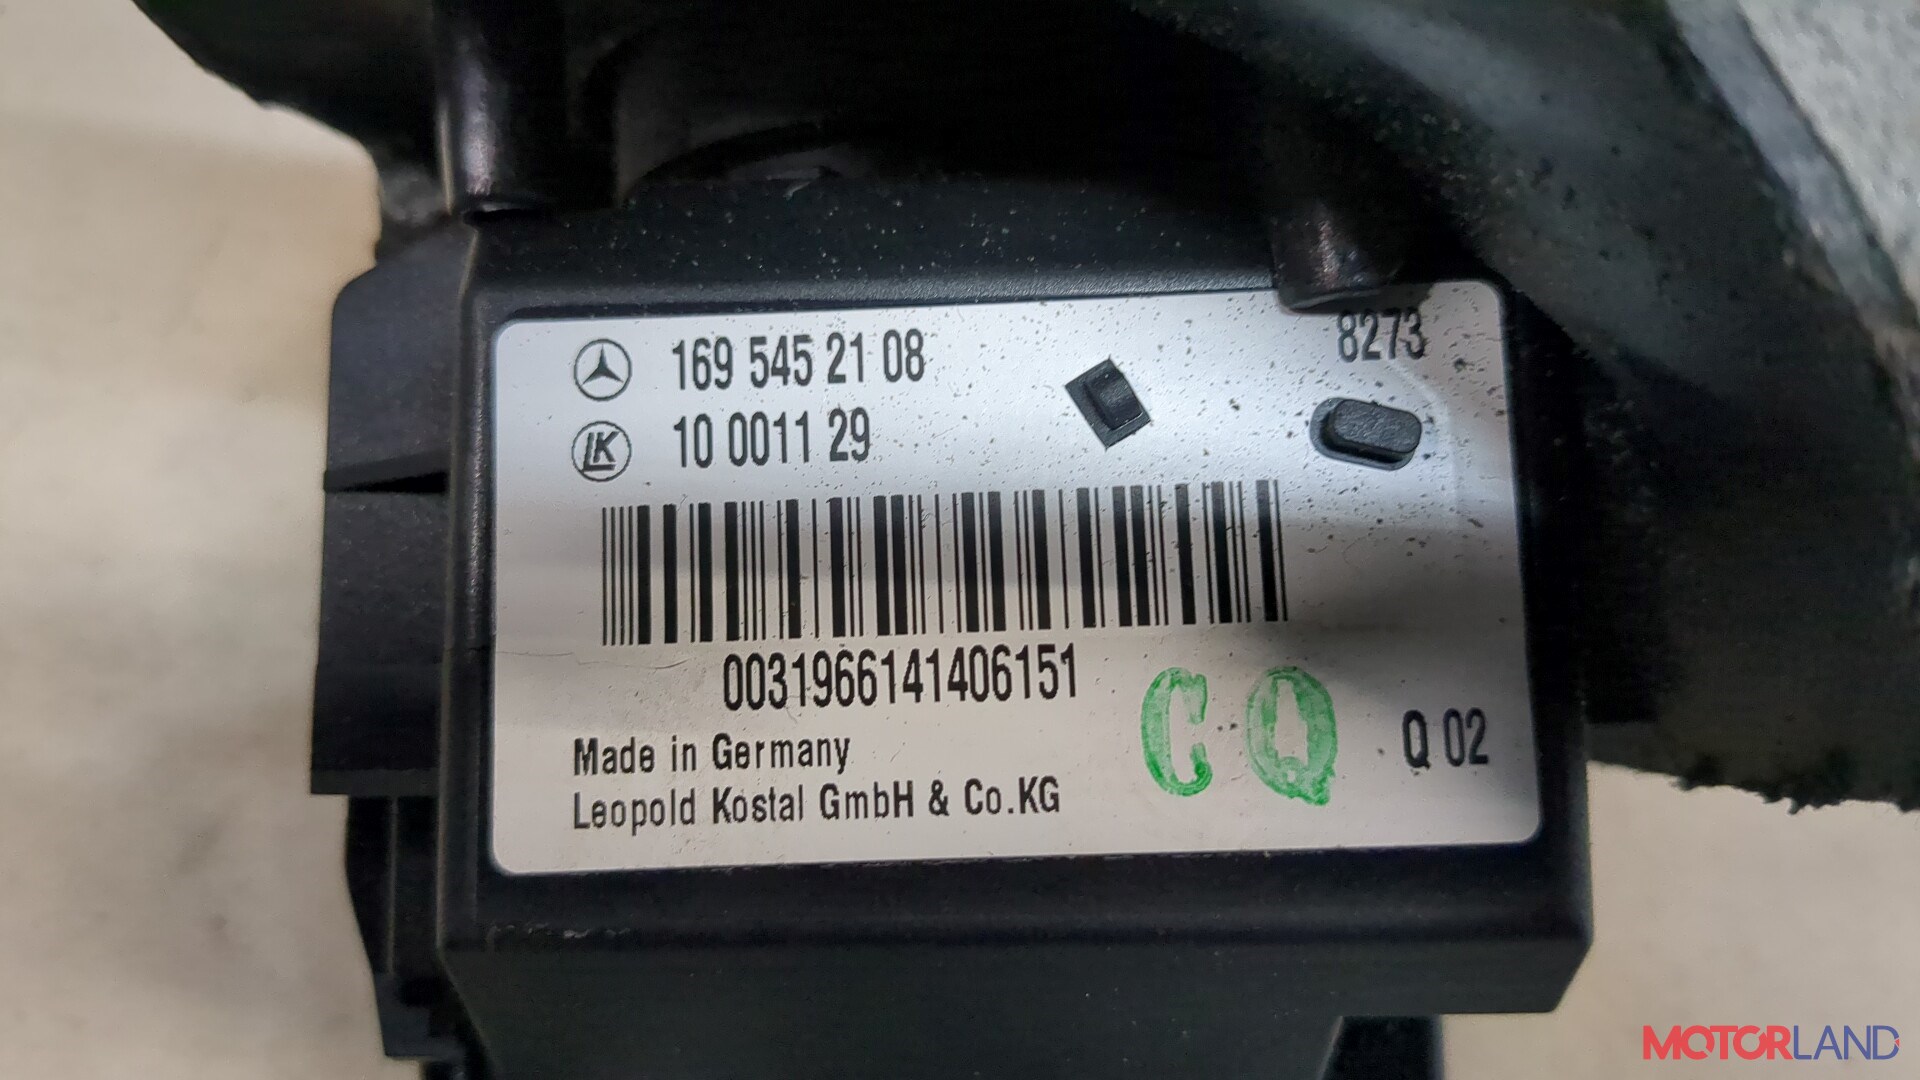 169 545 21 08
8273
LK 10 0011 29
0031966141406151
CQ
Q 02
Made in Germany
Leopold Kostal GmbH & Co.KG
MOTORLAND